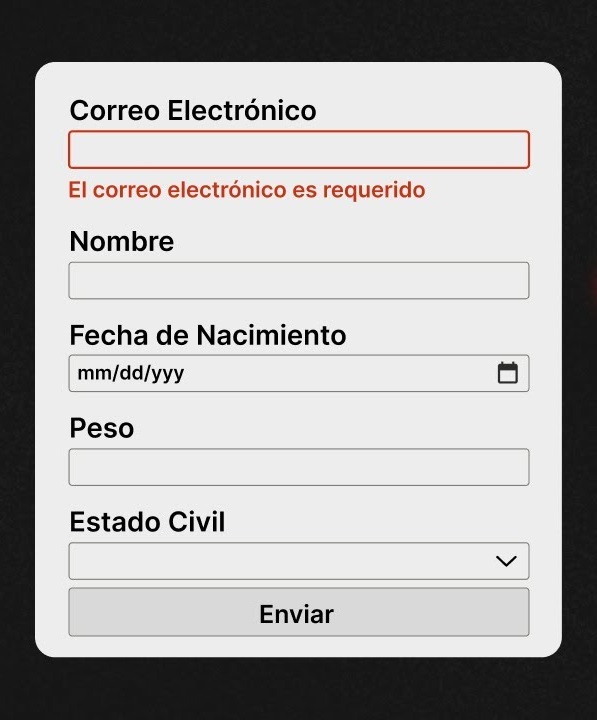 Correo Electrónico
El correo electrónico es requerido
Nombre
Fecha de Nacimiento
mm/dd/yyy
Peso
Estado Civil
Enviar